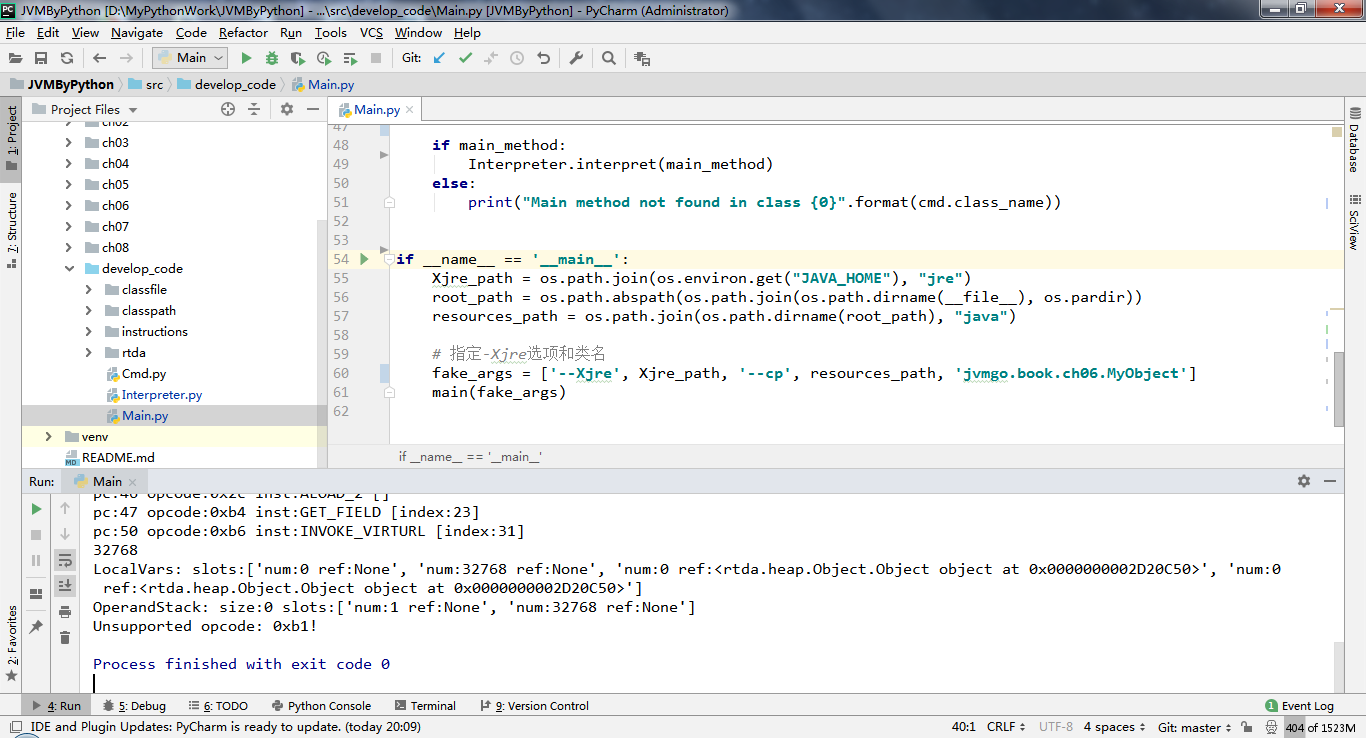 JVMByPython [D:\MyPythonWork\JVMByPython] - ...\src\develop_code\Main.py [JVMByPython] - PyCharm (Administrator)
File Edit View Navigate Code Refactor Run Tools VCS Window Help
Main Git:
JVMByPython src develop_code Main.py
1: Project
7: Structure
2: Favorites
Project Files
ch02
ch03
ch04
ch05
ch06
ch07
ch08
develop_code
classfile
classpath
instructions
rtda
Cmd.py
Interpreter.py
Main.py
venv
README.md
Main.py
47
48 if main_method:
49 Interpreter.interpret(main_method)
50 else:
51 print("Main method not found in class {0}".format(cmd.class_name))
52
53
54 if __name__ == '__main__':
55 Xjre_path = os.path.join(os.environ.get("JAVA_HOME"), "jre")
56 root_path = os.path.abspath(os.path.join(os.path.dirname(__file__), os.pardir))
57 resources_path = os.path.join(os.path.dirname(root_path), "java")
58
59 # 指定-Xjre选项和类名
60 fake_args = ['--Xjre', Xjre_path, '--cp', resources_path, 'jvmgo.book.ch06.MyObject']
61 main(fake_args)
62
if __name__ == '__main__'
Database
SciView
Run: Main
pc:46 opcode:0x2c inst:ALOAD_2 []
pc:47 opcode:0xb4 inst:GET_FIELD [index:23]
pc:50 opcode:0xb6 inst:INVOKE_VIRTURL [index:31]
32768
LocalVars: slots:['num:0 ref:None', 'num:32768 ref:None', 'num:0 ref:<rtda.heap.Object.Object object at 0x0000000002D20C50>', 'num:0
ref:<rtda.heap.Object.Object object at 0x0000000002D20C50>']
OperandStack: size:0 slots:['num:1 ref:None', 'num:32768 ref:None']
Unsupported opcode: 0xb1!
Process finished with exit code 0
4: Run 5: Debug 6: TODO Python Console Terminal 9: Version Control 1 Event Log
IDE and Plugin Updates: PyCharm is ready to update. (today 20:09) 40:1 CRLF UTF-8 4 spaces Git: master 404 of 1523M